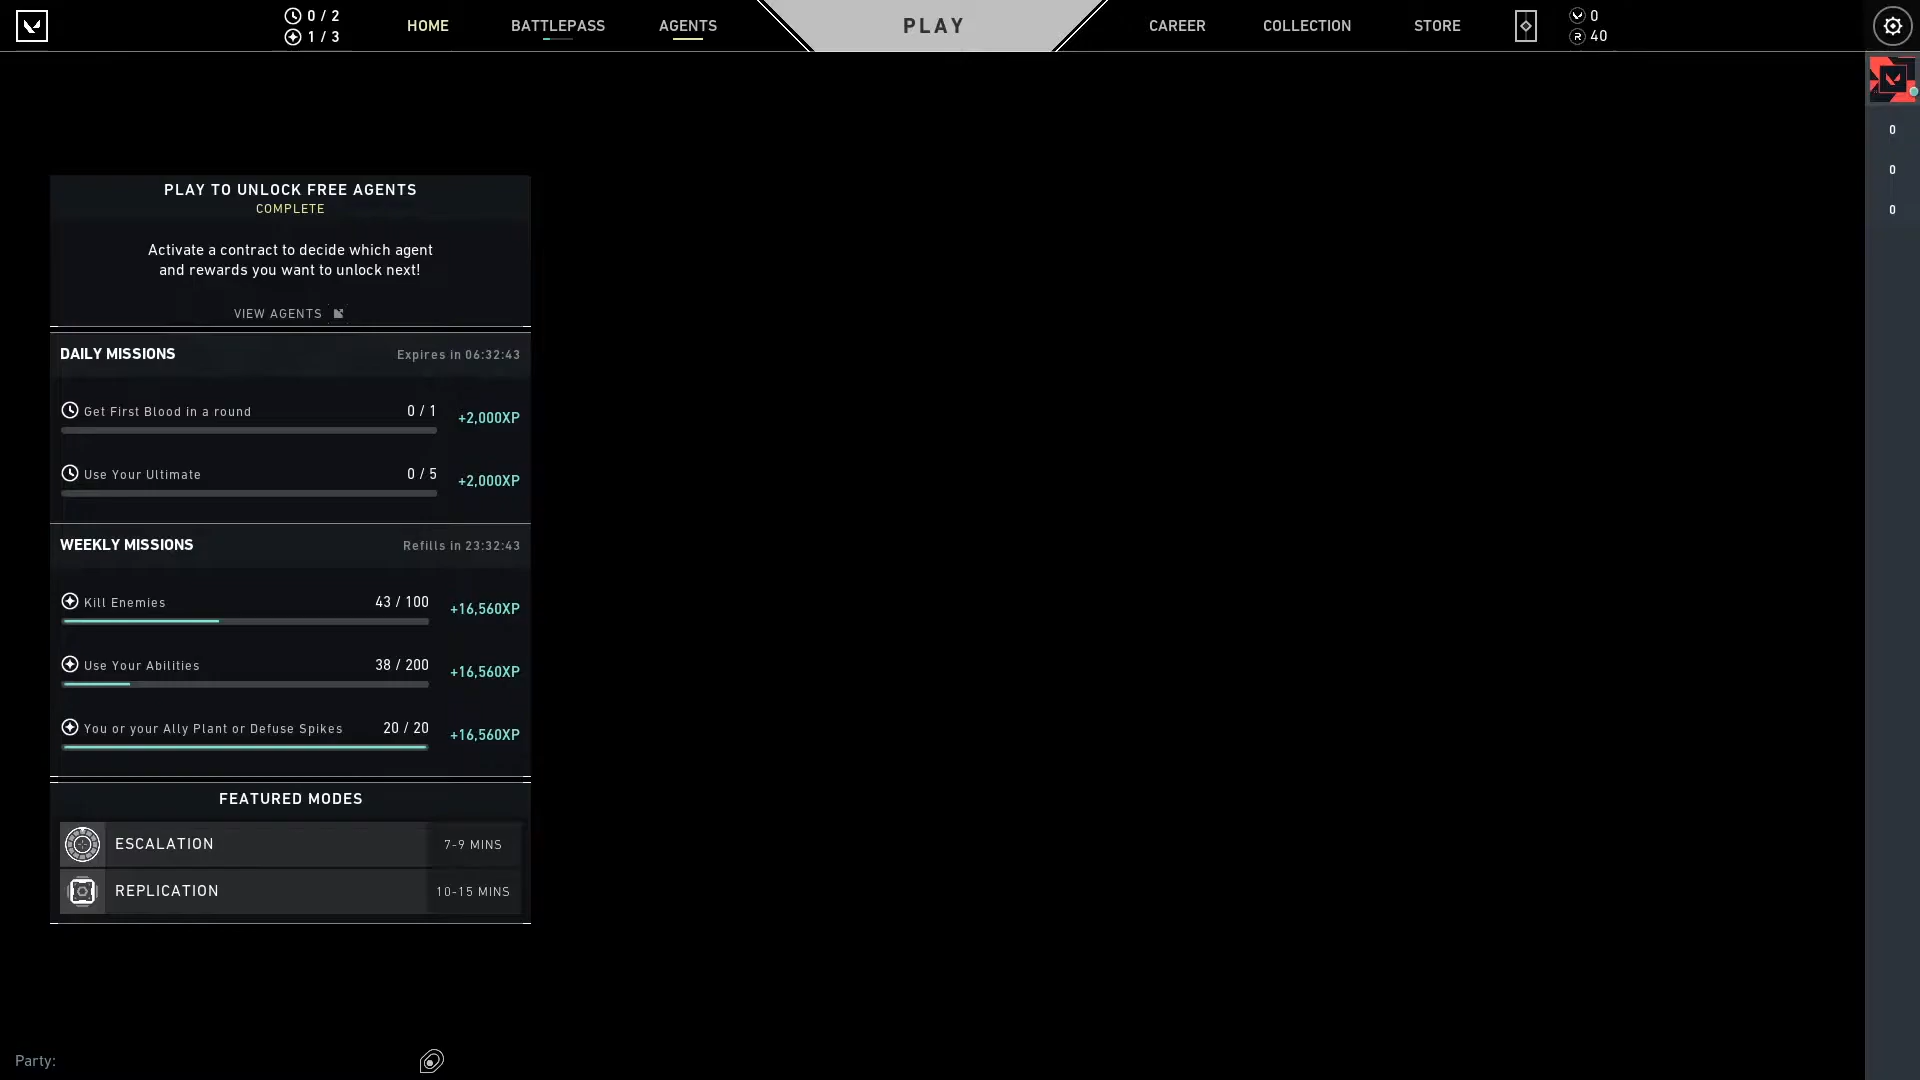 0 / 2
1 / 3
HOME
BATTLEPASS
AGENTS
PLAY
CAREER
COLLECTION
STORE
0
40
0
0
0
PLAY TO UNLOCK FREE AGENTS
COMPLETE
Activate a contract to decide which agent
and rewards you want to unlock next!
VIEW AGENTS
DAILY MISSIONS
Expires in 06:32:43
Get First Blood in a round 0 / 1 +2,000XP
Use Your Ultimate 0 / 5 +2,000XP
WEEKLY MISSIONS
Refills in 23:32:43
Kill Enemies 43 / 100 +16,560XP
Use Your Abilities 38 / 200 +16,560XP
You or your Ally Plant or Defuse Spikes 20 / 20 +16,560XP
FEATURED MODES
ESCALATION 7-9 MINS
REPLICATION 10-15 MINS
Party: